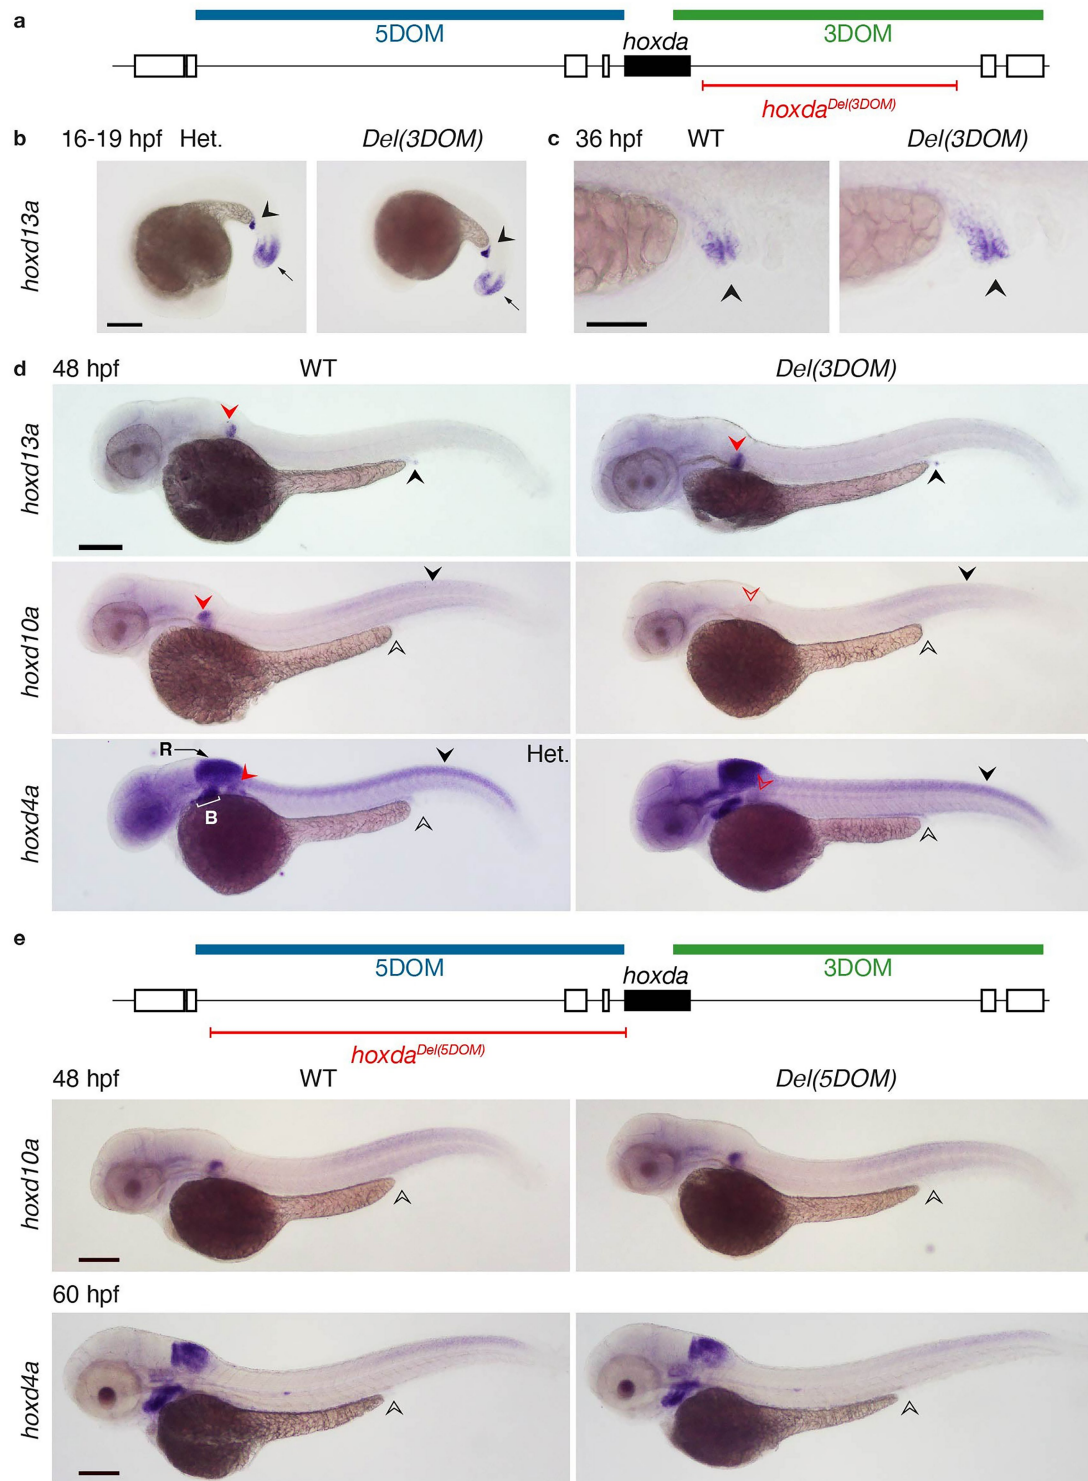 a
5DOM
hoxda
3DOM
hoxda^Del(3DOM)
b 16-19 hpf Het. Del(3DOM)
c 36 hpf WT Del(3DOM)
hoxd13a
d 48 hpf WT Del(3DOM)
hoxd13a
hoxd10a
R
B
Het.
hoxd4a
e
5DOM
hoxda
3DOM
hoxda^Del(5DOM)
48 hpf WT Del(5DOM)
hoxd10a
60 hpf
hoxd4a